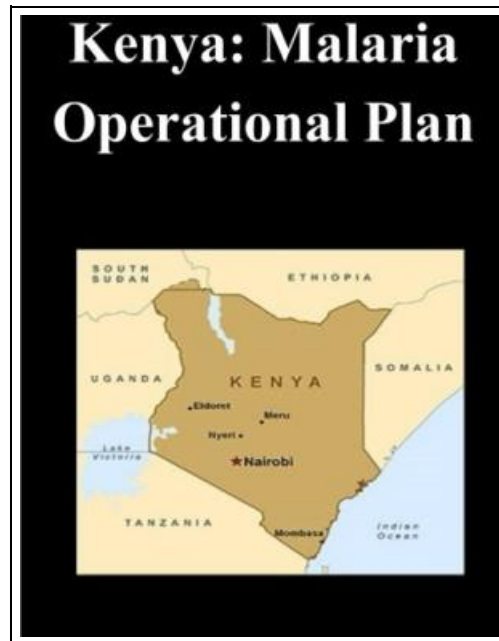 Kenya: Malaria
Operational Plan
SOUTH
SUDAN
ETHIOPIA
UGANDA
KENYA
SOMALIA
Eldoret
Meru
Nyeri
Lake
Victoria
Nairobi
TANZANIA
Mombasa
Indian
Ocean